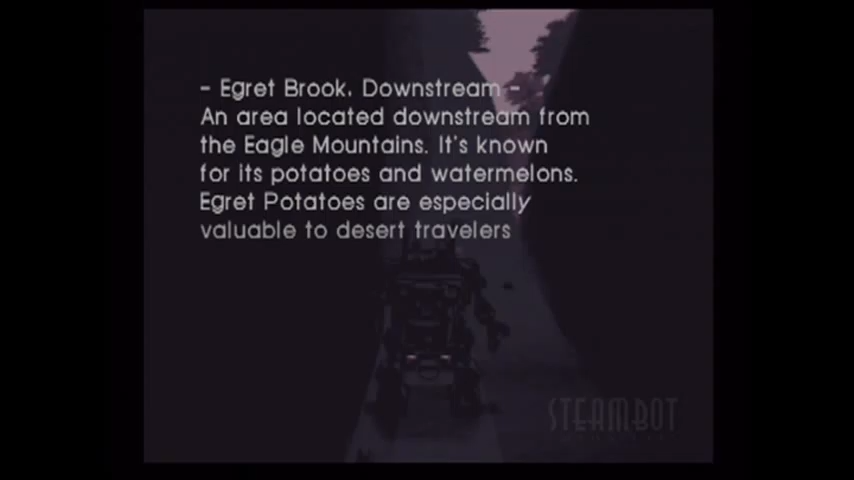 - Egret Brook, Downstream -
An area located downstream from
the Eagle Mountains. It's known
for its potatoes and watermelons.
Egret Potatoes are especially
valuable to desert travelers
STEAMBOT